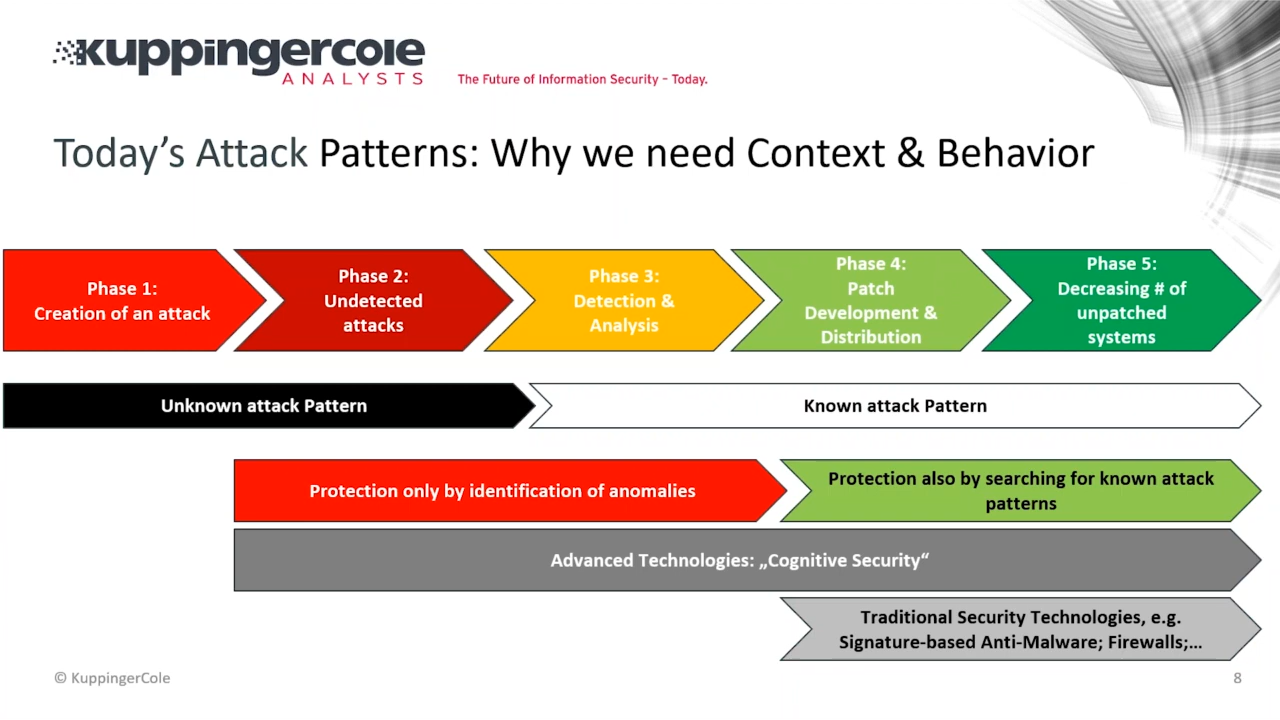 kuppingercole
ANALYSTS
The Future of Information Security – Today.
Today's Attack Patterns: Why we need Context & Behavior
Phase 1:
Creation of an attack
Phase 2:
Undetected
attacks
Phase 3:
Detection &
Analysis
Phase 4:
Patch
Development &
Distribution
Phase 5:
Decreasing # of
unpatched
systems
Unknown attack Pattern
Known attack Pattern
Protection only by identification of anomalies
Protection also by searching for known attack
patterns
Advanced Technologies: „Cognitive Security“
Traditional Security Technologies, e.g.
Signature-based Anti-Malware; Firewalls;…
© KuppingerCole
8